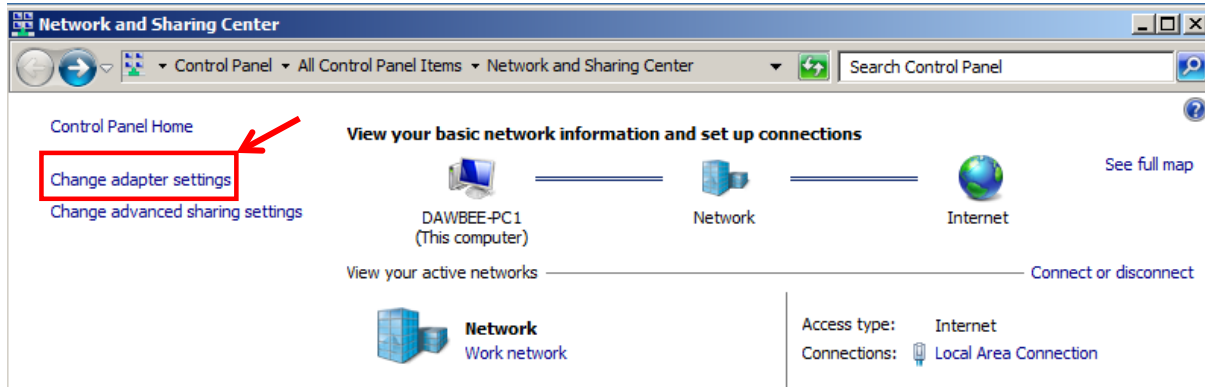 Network and Sharing Center
Control Panel All Control Panel Items Network and Sharing Center Search Control Panel
Control Panel Home
Change adapter settings
Change advanced sharing settings
View your basic network information and set up connections
See full map
DAWBEE-PC1
(This computer)
Network
Internet
View your active networks
Connect or disconnect
Network
Work network
Access type: Internet
Connections: Local Area Connection